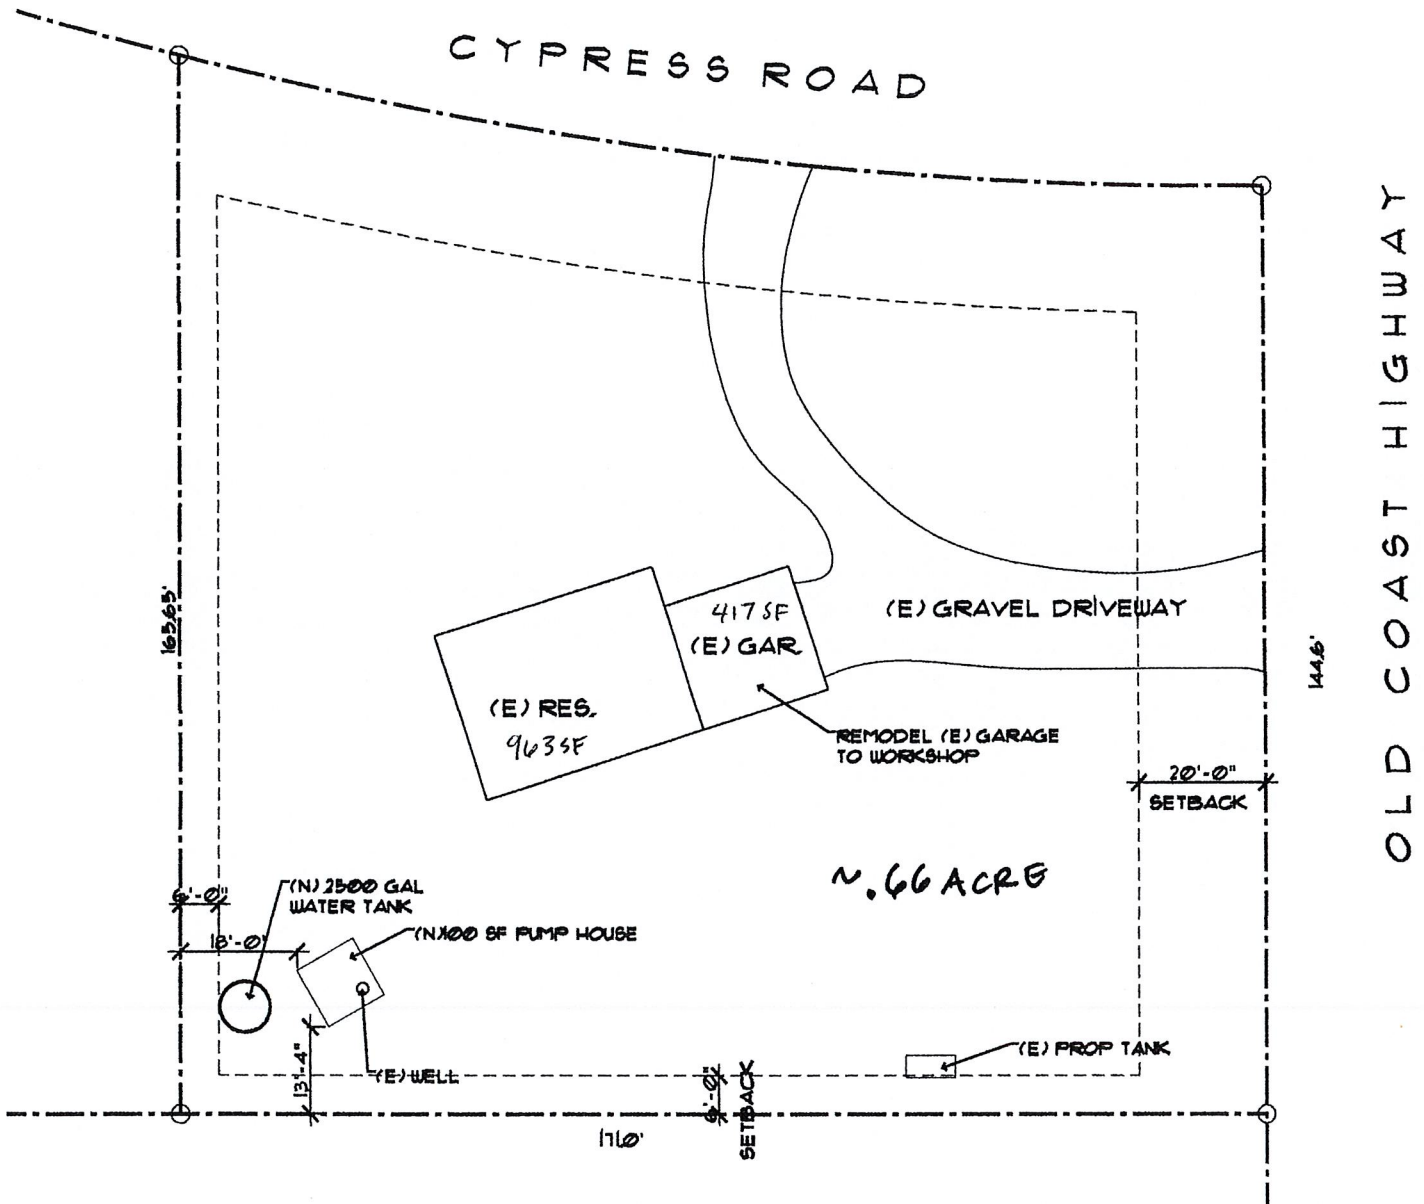 CYPRESS ROAD
OLD COAST HIGHWAY
165.65'
417 SF
(E) GAR.
(E) GRAVEL DRIVEWAY
144.6'
(E) RES.
963 SF
REMODEL (E) GARAGE
TO WORKSHOP
20'-0"
SETBACK
~.66 ACRE
6'-0"
(N) 2500 GAL
WATER TANK
18'-0"
(N)100 SF PUMP HOUSE
13'-4"
(E) WELL
(E) PROP TANK
6'-0"
SETBACK